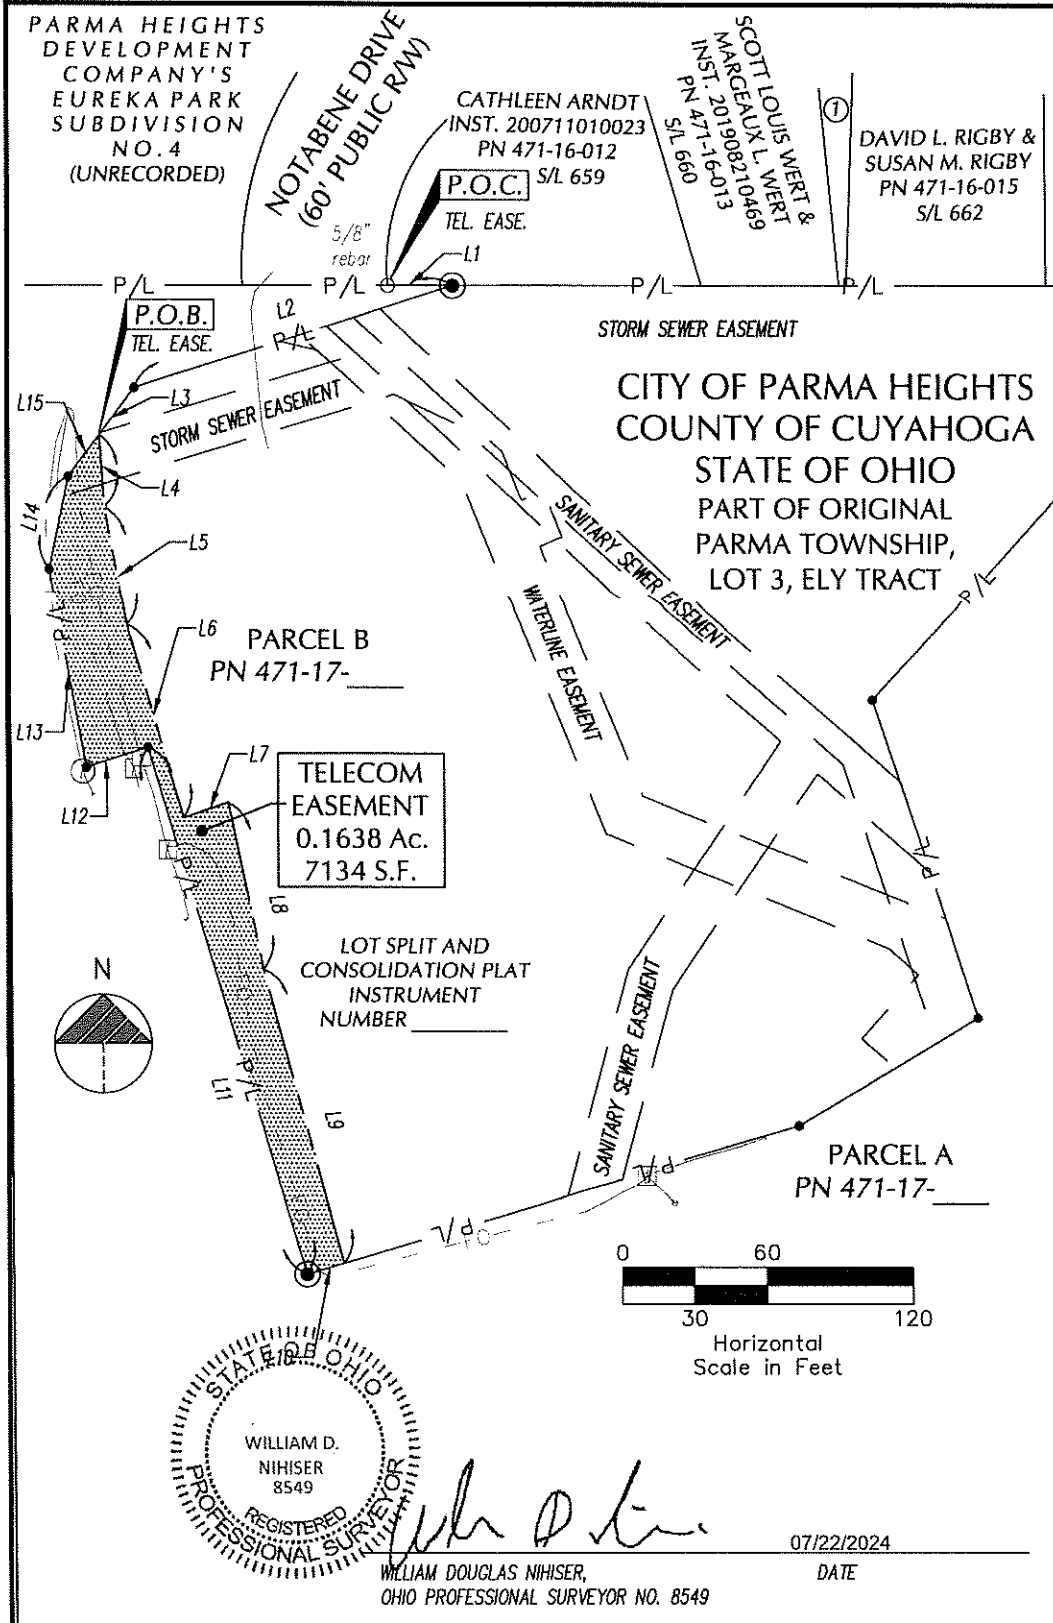 PARMA HEIGHTS
DEVELOPMENT
COMPANY'S
EUREKA PARK
SUBDIVISION
NO. 4
(UNRECORDED)
NOTABENE DRIVE
(60' PUBLIC R/W)
CATHLEEN ARNDT
INST. 200711010023
PN 471-16-012
S/L 659
SCOTT LOUIS WERT &
MARGEAUX L. WERT
INST. 201908210469
PN 471-16-013
S/L 660
1
DAVID L. RIGBY &
SUSAN M. RIGBY
PN 471-16-015
S/L 662
P.O.C.
TEL. EASE.
5/8"
rebar
L1
P/L
P/L
P/L
P/L
P.O.B.
TEL. EASE.
L2
P/L
STORM SEWER EASEMENT
L15
L3
STORM SEWER EASEMENT
CITY OF PARMA HEIGHTS
COUNTY OF CUYAHOGA
STATE OF OHIO
PART OF ORIGINAL
PARMA TOWNSHIP,
LOT 3, ELY TRACT
L4
L14
L5
SANITARY SEWER EASEMENT
P/L
WATERLINE EASEMENT
P/L
L6
PARCEL B
PN 471-17-____
L13
L7
L12
TELECOM
EASEMENT
0.1638 Ac.
7134 S.F.
P/L
P/L
L8
LOT SPLIT AND
CONSOLIDATION PLAT
INSTRUMENT
NUMBER ________
N
SANITARY SEWER EASEMENT
P/L
L11
L9
P/L
PARCEL A
PN 471-17-____
P/L
FO
0 60
30 120
Horizontal
Scale in Feet
L10
STATE OF OHIO
WILLIAM D.
NIHISER
8549
REGISTERED
PROFESSIONAL SURVEYOR
07/22/2024
WILLIAM DOUGLAS NIHISER,
OHIO PROFESSIONAL SURVEYOR NO. 8549
DATE